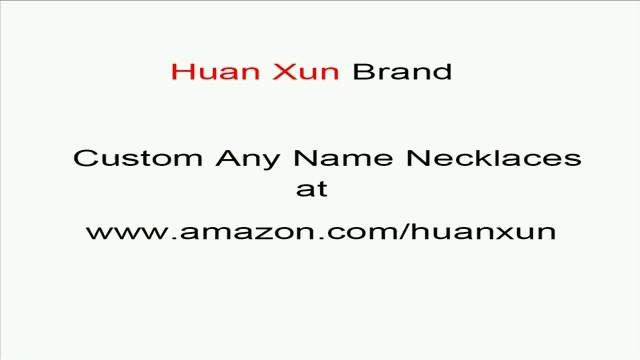 Huan Xun Brand
Custom Any Name Necklaces
at
www.amazon.com/huanxun